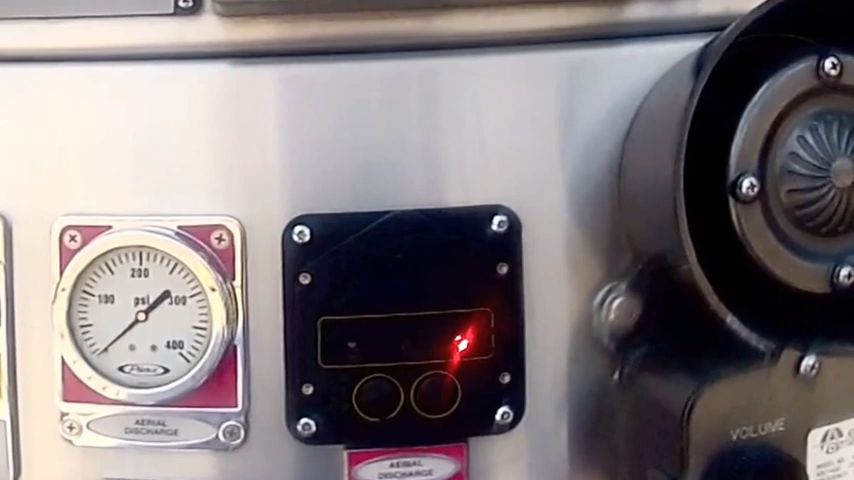 200
100
psi
300
400
AERIAL
DISCHARGE
AERIAL
DISCHARGE
VOLUME